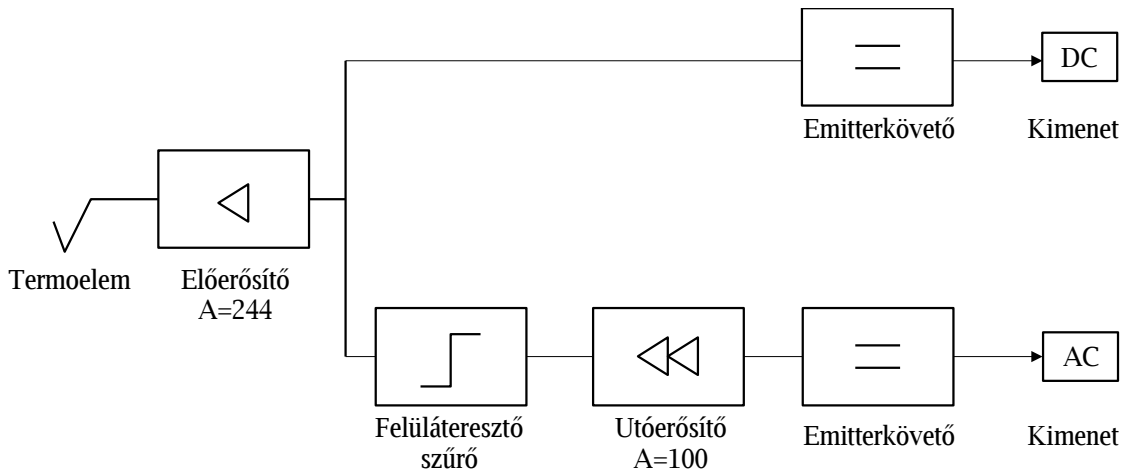 DC
Emitterkövető
Kimenet
Termoelem
Előerősítő
A=244
AC
Felüláteresztő
szűrő
Utóerősítő
A=100
Emitterkövető
Kimenet